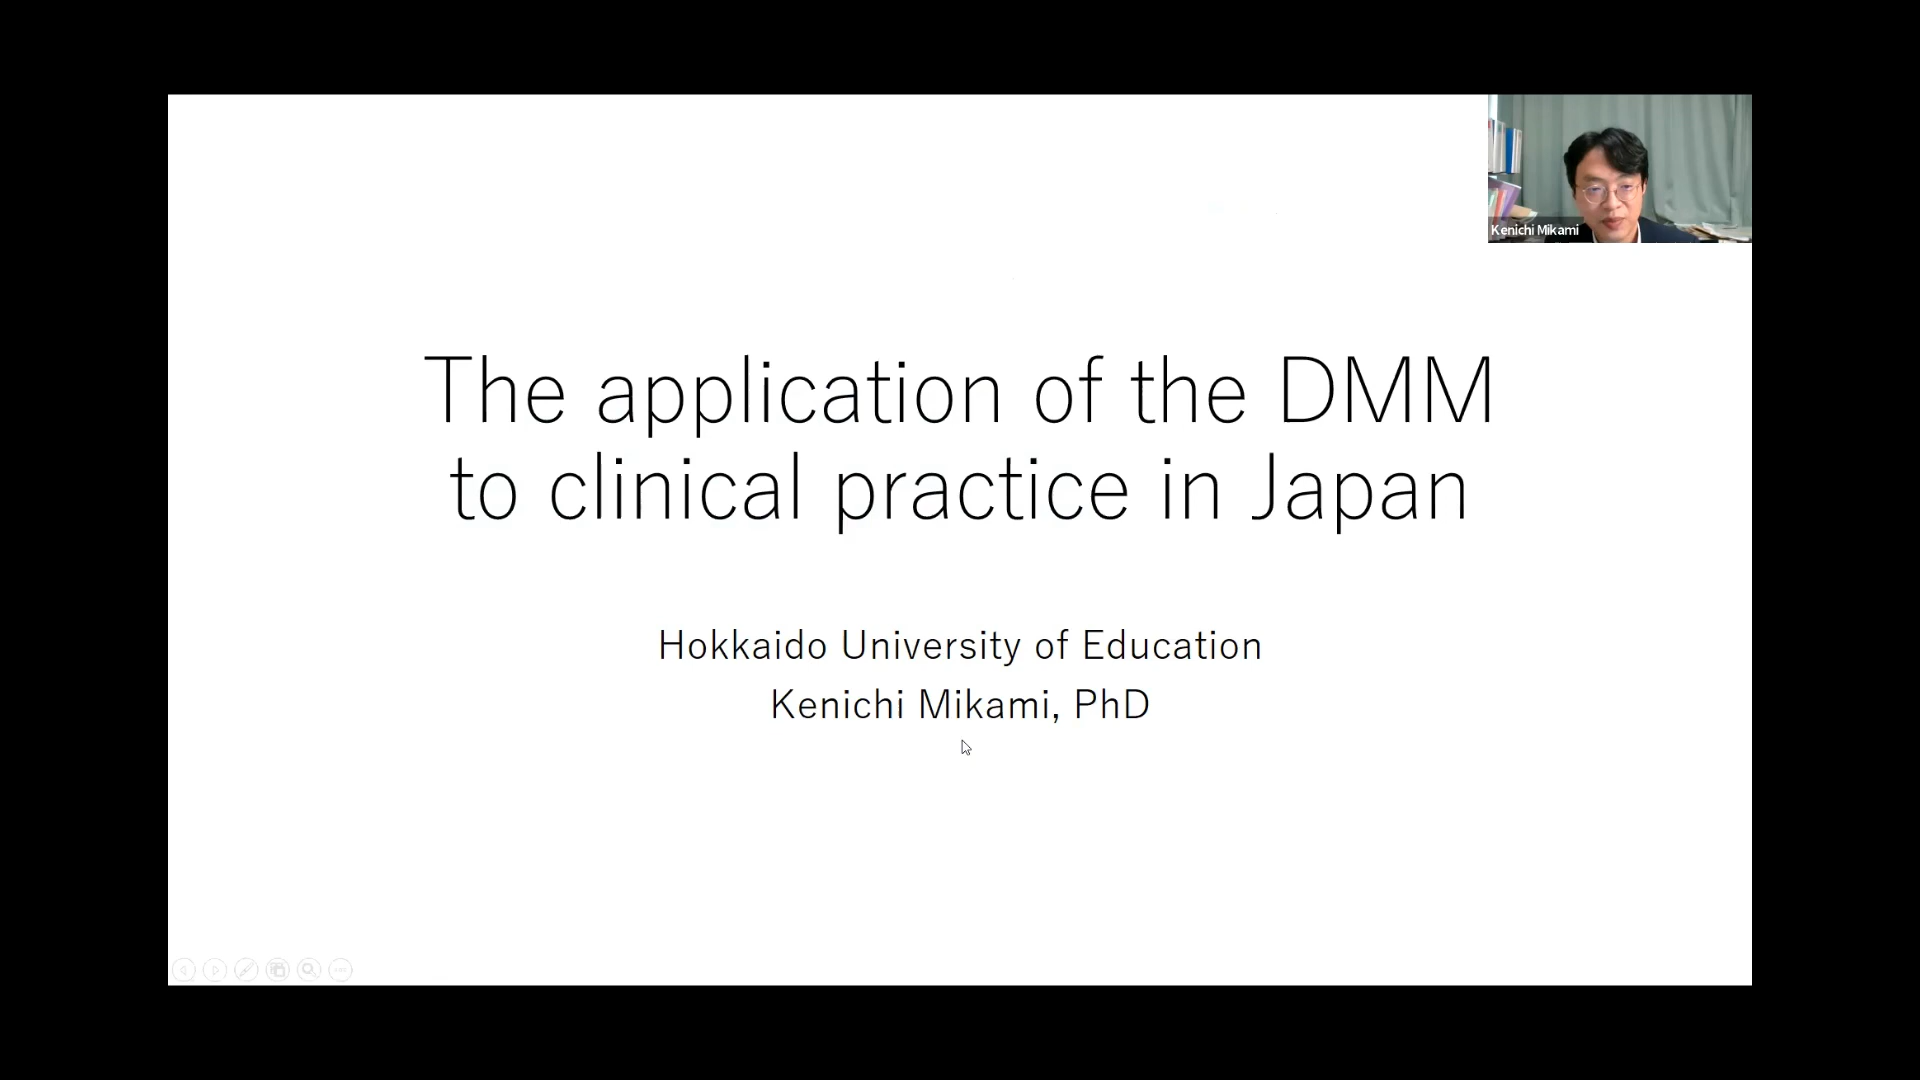 Kenichi Mikami
The application of the DMM
to clinical practice in Japan
Hokkaido University of Education
Kenichi Mikami, PhD